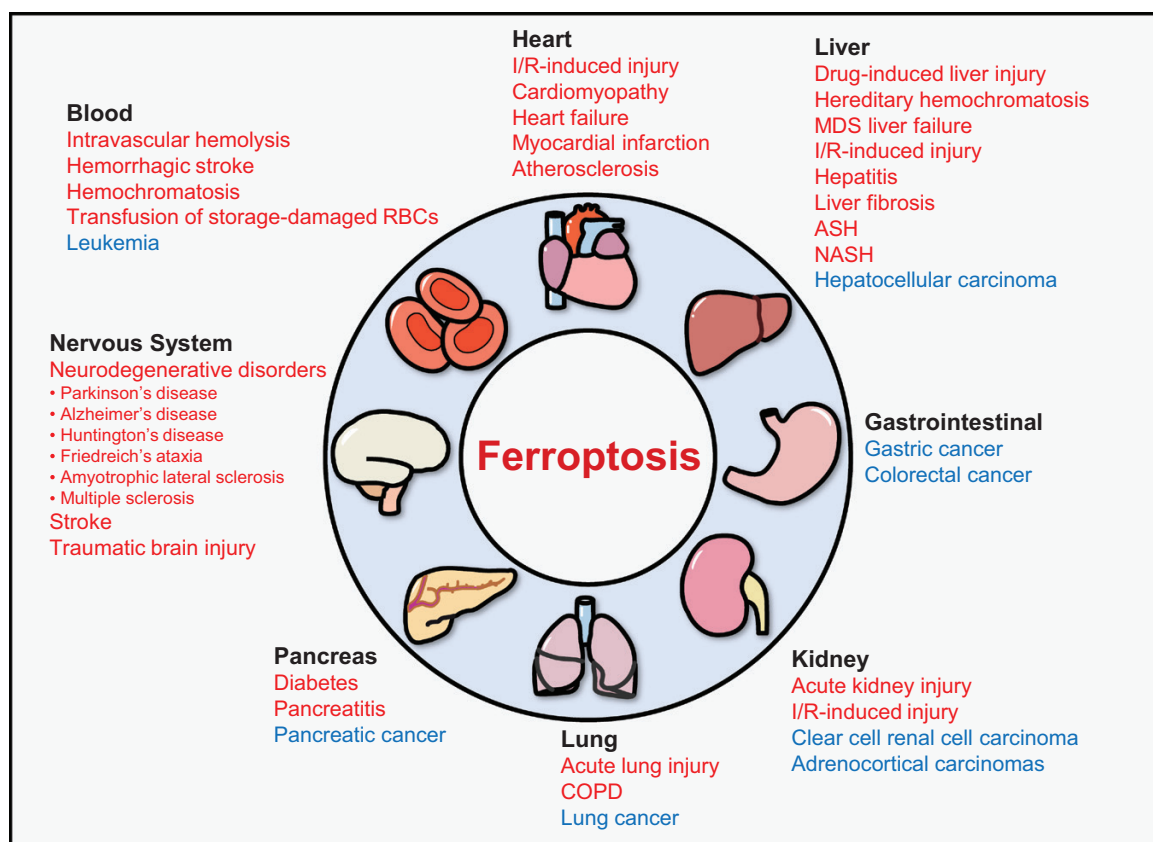 Heart
I/R-induced injury
Cardiomyopathy
Heart failure
Myocardial infarction
Atherosclerosis
Liver
Drug-induced liver injury
Hereditary hemochromatosis
MDS liver failure
I/R-induced injury
Hepatitis
Liver fibrosis
ASH
NASH
Hepatocellular carcinoma
Blood
Intravascular hemolysis
Hemorrhagic stroke
Hemochromatosis
Transfusion of storage-damaged RBCs
Leukemia
Nervous System
Neurodegenerative disorders
• Parkinson's disease
• Alzheimer's disease
• Huntington's disease
• Friedreich's ataxia
• Amyotrophic lateral sclerosis
• Multiple sclerosis
Stroke
Traumatic brain injury
Ferroptosis
Gastrointestinal
Gastric cancer
Colorectal cancer
Pancreas
Diabetes
Pancreatitis
Pancreatic cancer
Lung
Acute lung injury
COPD
Lung cancer
Kidney
Acute kidney injury
I/R-induced injury
Clear cell renal cell carcinoma
Adrenocortical carcinomas